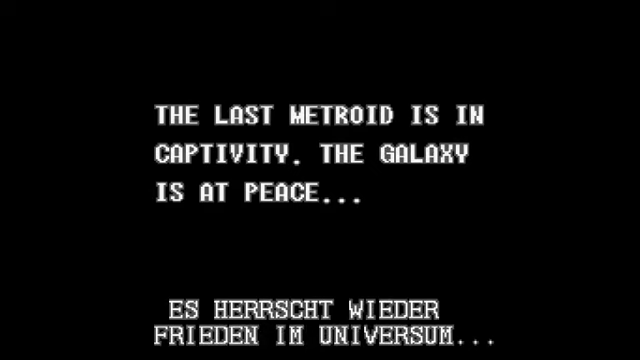 THE LAST METROID IS IN
CAPTIVITY. THE GALAXY
IS AT PEACE...
ES HERRSCHT WIEDER
FRIEDEN IM UNIVERSUM...